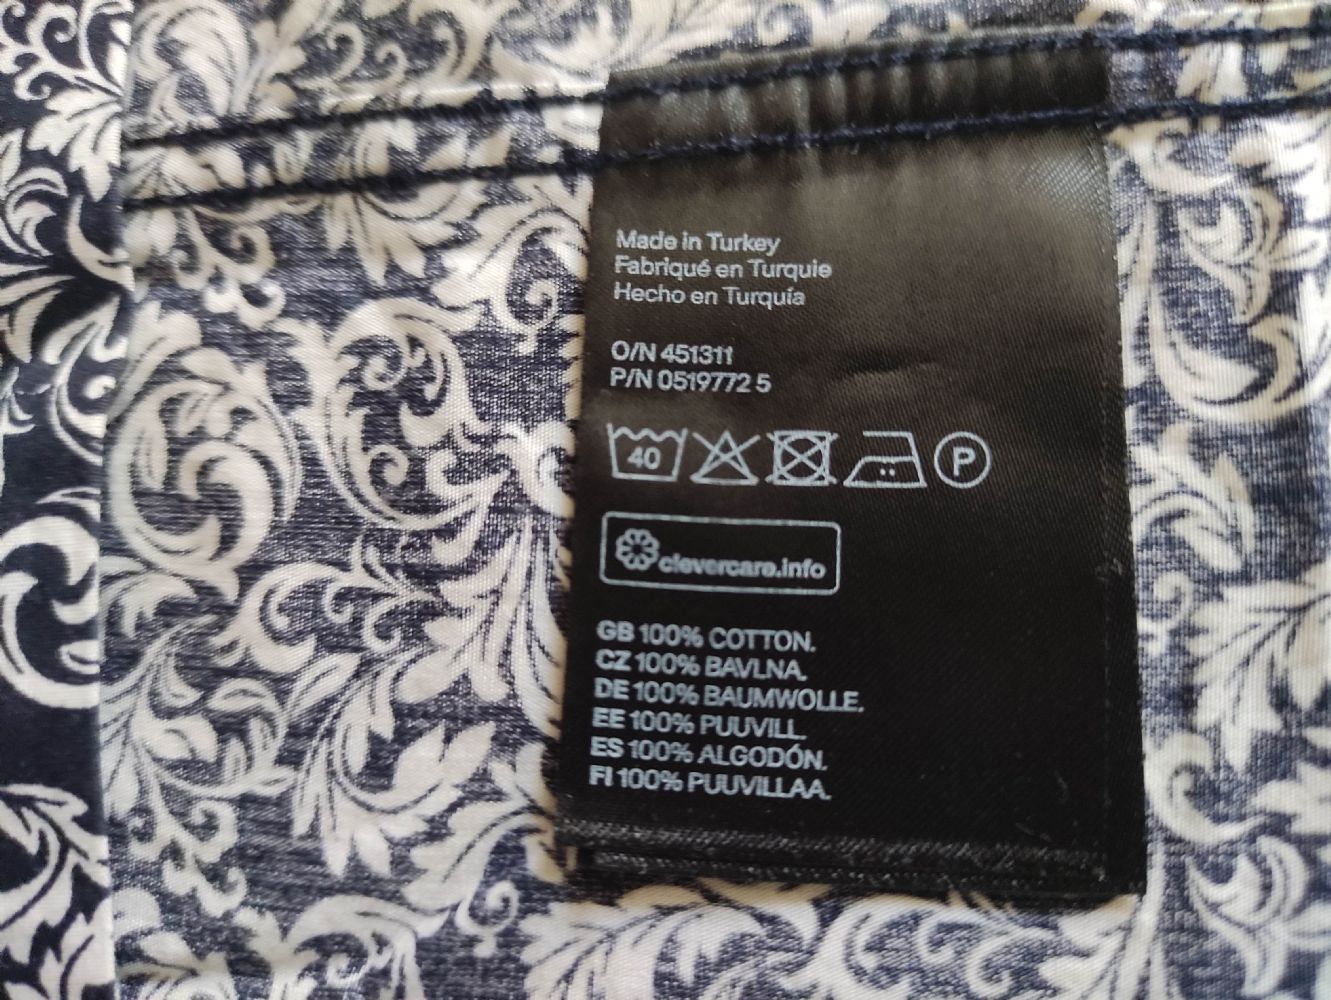 Made in Turkey
Fabriqué en Turquie
Hecho en Turquía
O/N 451311
P/N 0519772 5
40
P
clevercare.info
GB 100% COTTON.
CZ 100% BAVLNA.
DE 100% BAUMWOLLE.
EE 100% PUUVILL.
ES 100% ALGODÓN.
FI 100% PUUVILLAA.